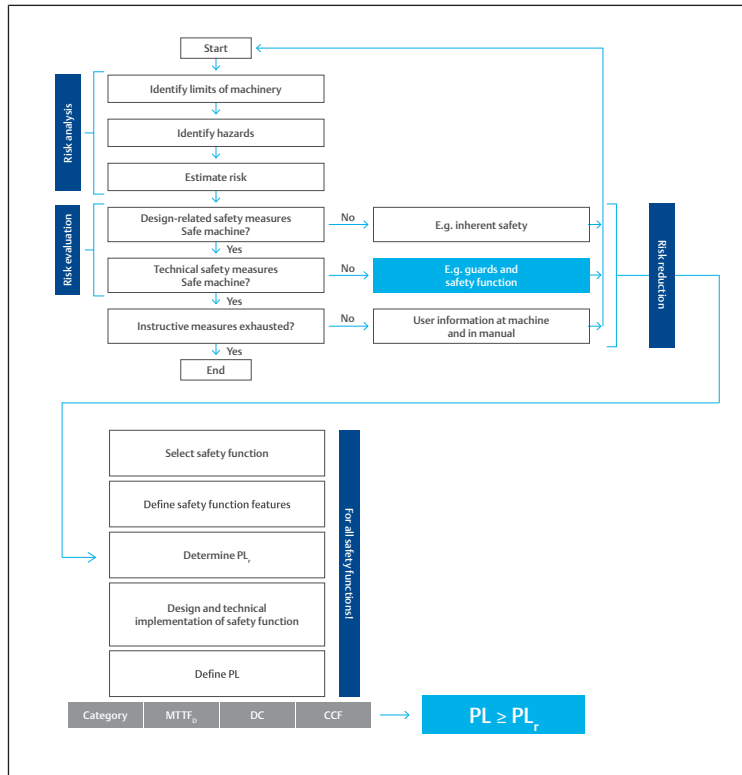 Start
Identify limits of machinery
Identify hazards
Estimate risk
Risk analysis
Design-related safety measures
Safe machine?
No
E.g. inherent safety
Yes
Technical safety measures
Safe machine?
No
E.g. guards and
safety function
Risk evaluation
Yes
Instructive measures exhausted?
No
User information at machine
and in manual
Risk reduction
Yes
End
Select safety function
Define safety function features
Determine PLr
Design and technical
implementation of safety function
Define PL
For all safety functions!
Category
MTTFD
DC
CCF
PL ≥ PLr